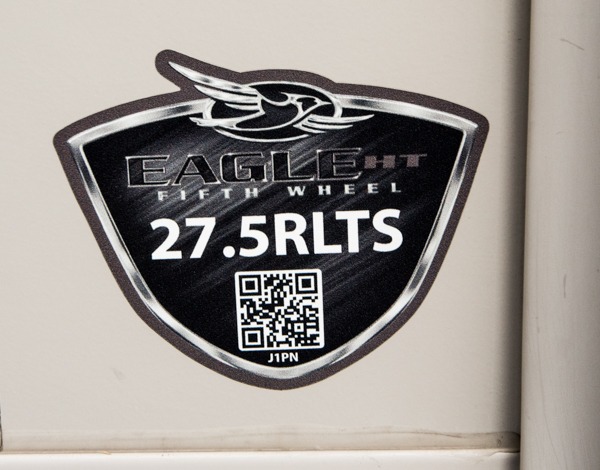 EAGLE HT
FIFTH WHEEL
27.5RLTS
J1PN